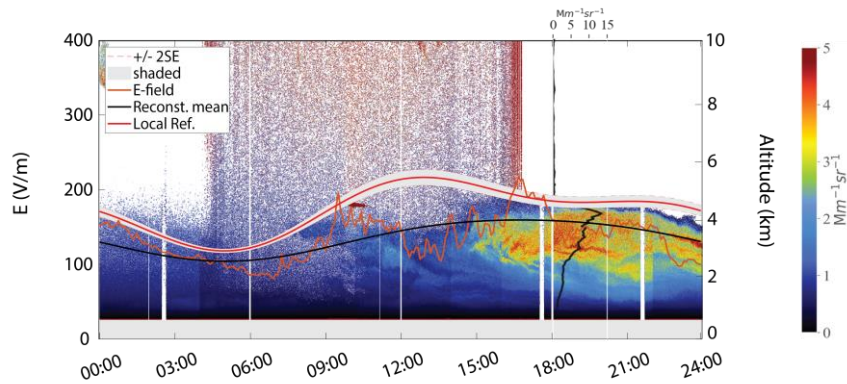 Mm⁻¹sr⁻¹
0 5 10 15
400
300
200
100
0
E (V/m)
+/- 2SE
shaded
E-field
Reconst. mean
Local Ref.
10
8
6
4
2
0
Altitude (km)
5
4
3
2
1
0
Mm⁻¹sr⁻¹
00:00 03:00 06:00 09:00 12:00 15:00 18:00 21:00 24:00